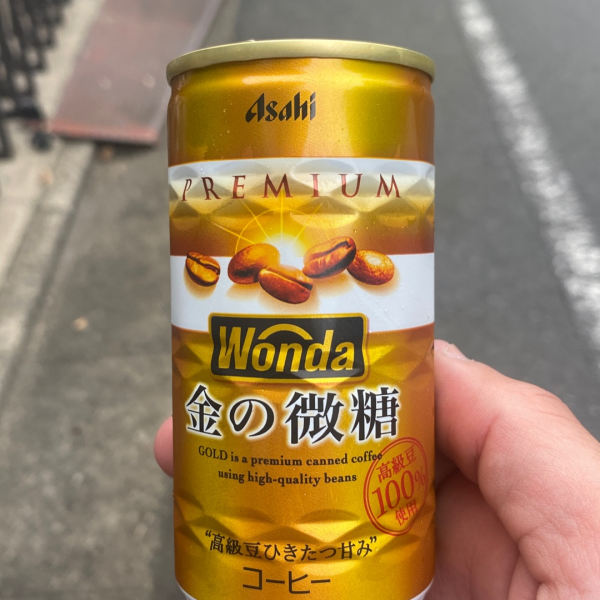 Asahi
PREMIUM
Wonda
金の微糖
GOLD is a premium canned coffee
using high-quality beans
高級豆
100%
使用
“高級豆ひきたつ甘み”
コーヒー